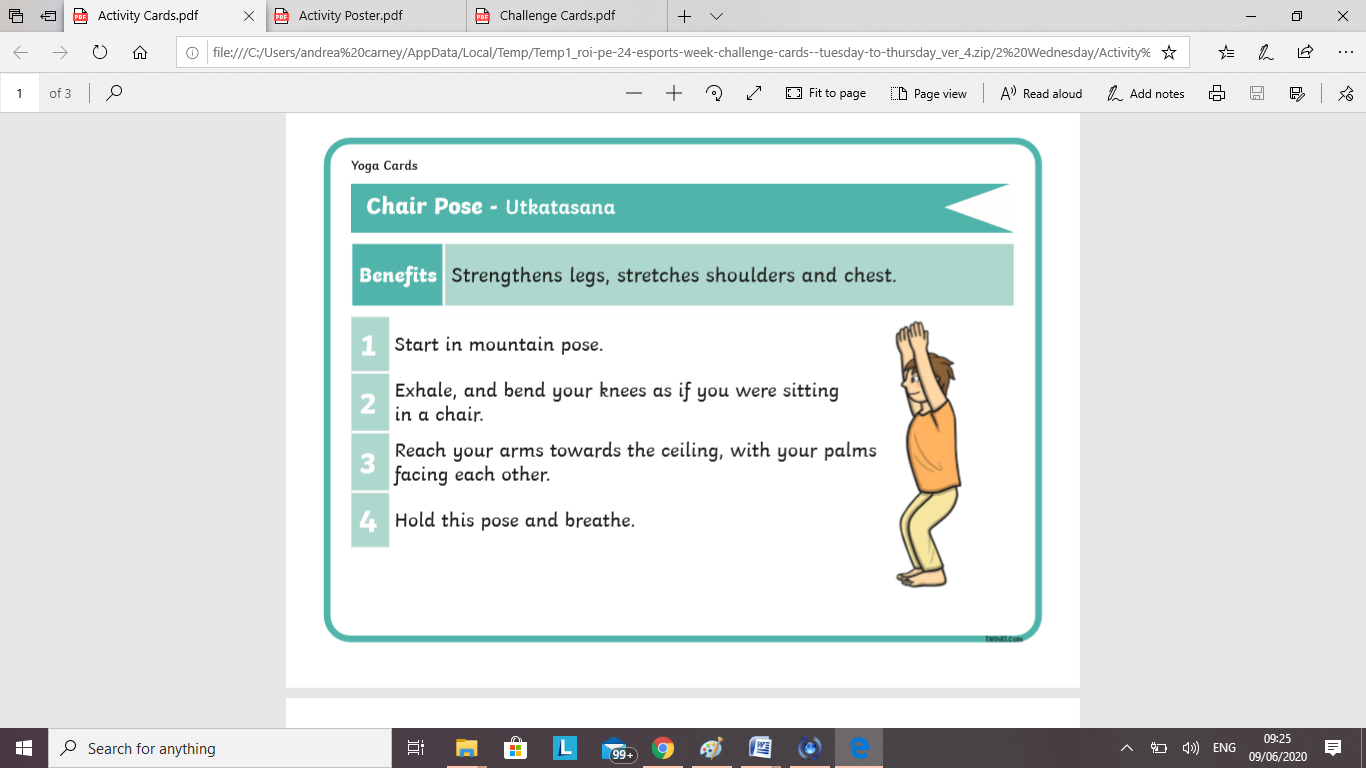 Activity Cards.pdf
Activity Poster.pdf
Challenge Cards.pdf
file:///C:/Users/andrea%20carney/AppData/Local/Temp/Temp1_roi-pe-24-esports-week-challenge-cards--tuesday-to-thursday_ver_4.zip/2%20Wednesday/Activity%
1 of 3
Fit to page
Page view
Read aloud
Add notes
Yoga Cards
Chair Pose - Utkatasana
Benefits Strengthens legs, stretches shoulders and chest.
1 Start in mountain pose.
2 Exhale, and bend your knees as if you were sitting
in a chair.
3 Reach your arms towards the ceiling, with your palms
facing each other.
4 Hold this pose and breathe.
twinkl.com
Search for anything
L
99+
W
ENG
09:25
09/06/2020